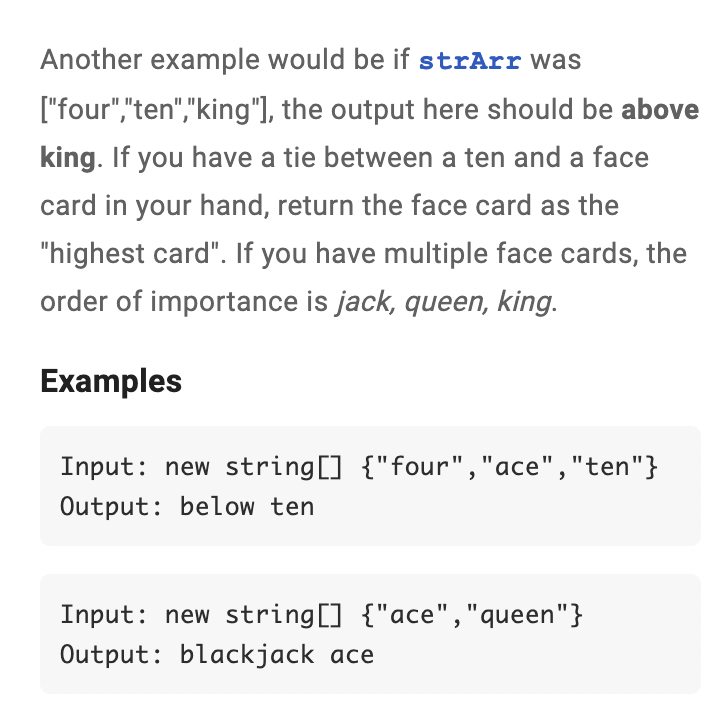 Another example would be if strArr was
["four","ten","king"], the output here should be above
king. If you have a tie between a ten and a face
card in your hand, return the face card as the
"highest card". If you have multiple face cards, the
order of importance is jack, queen, king.
Examples
Input: new string[] {"four","ace","ten"}
Output: below ten
Input: new string[] {"ace","queen"}
Output: blackjack ace